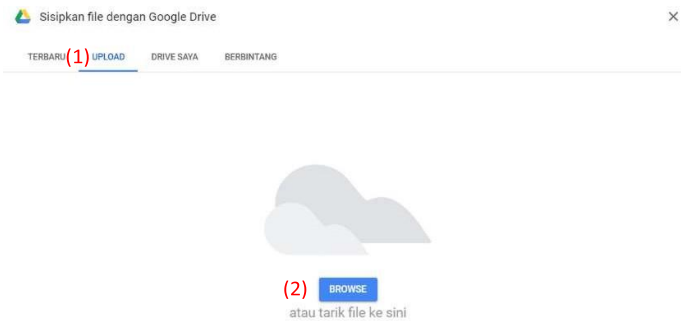 Sisipkan file dengan Google Drive
TERBARU (1) UPLOAD DRIVE SAYA BERBINTANG
(2) BROWSE
atau tarik file ke sini